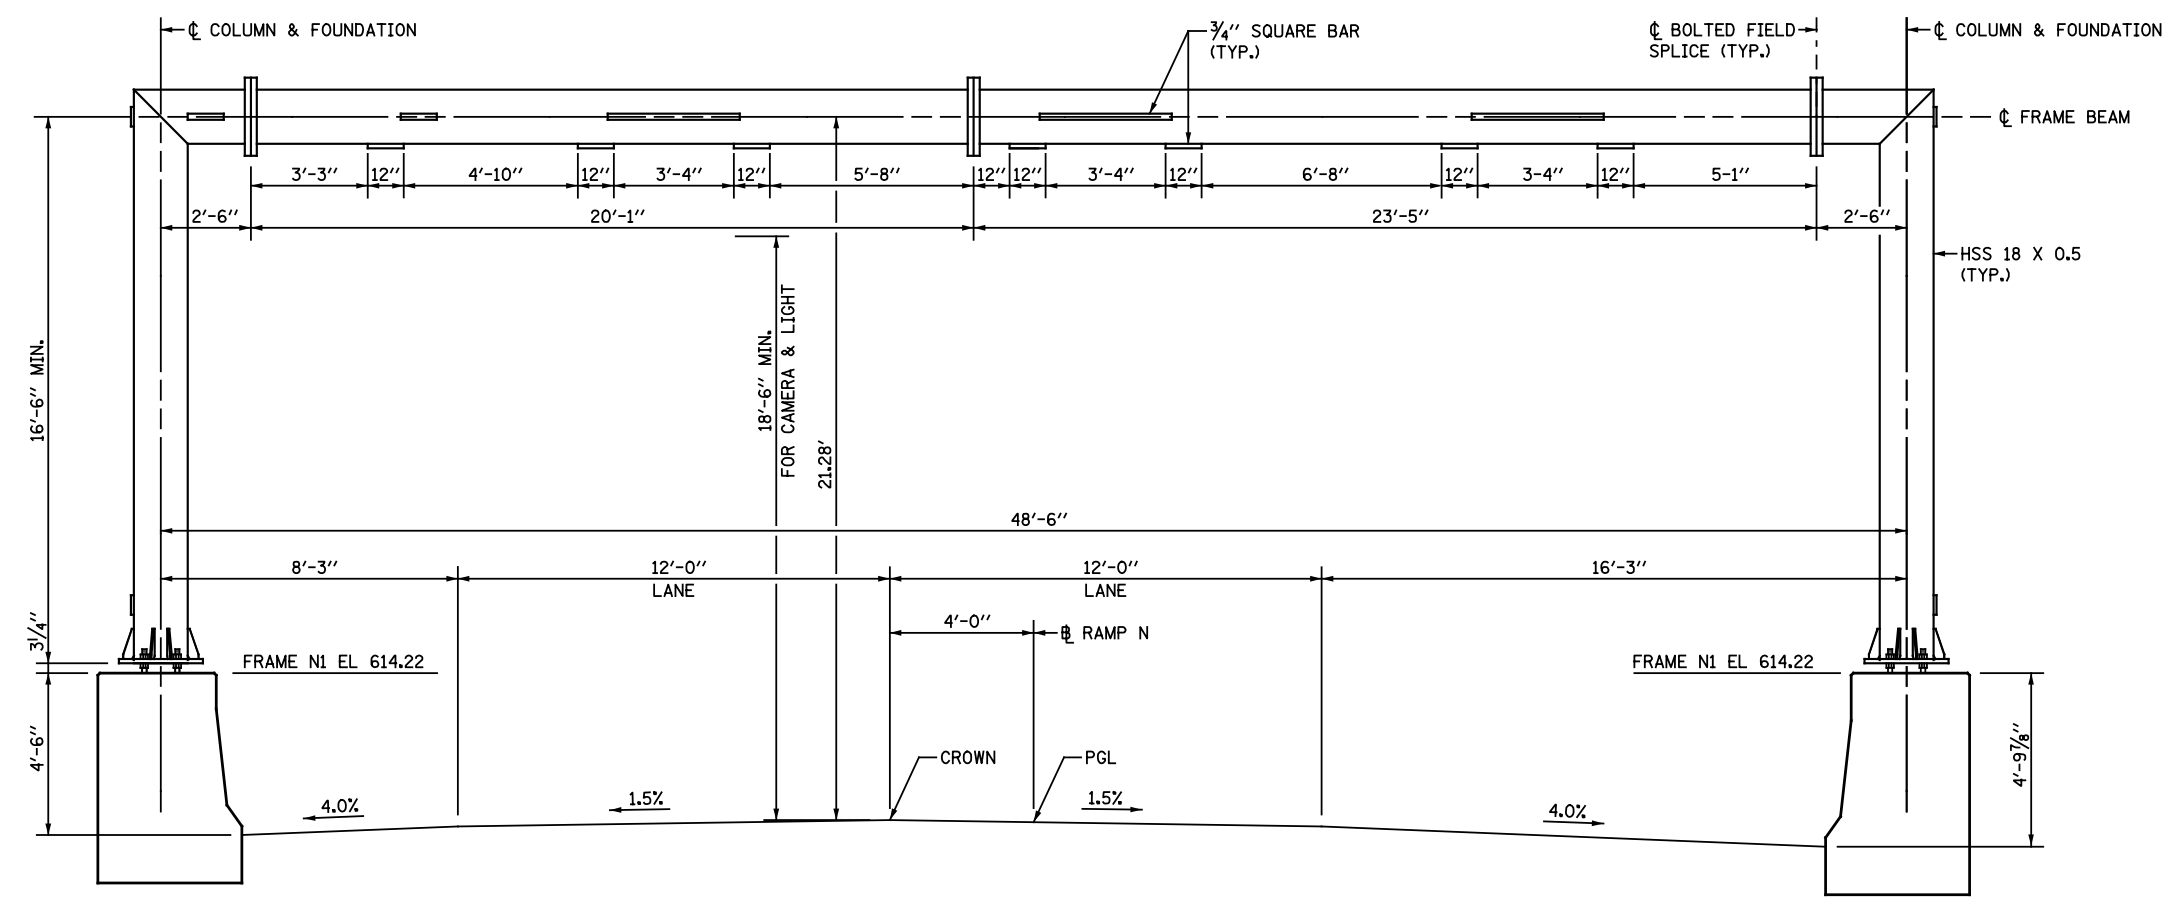 ℄ COLUMN & FOUNDATION
3/4'' SQUARE BAR
(TYP.)
℄ BOLTED FIELD
SPLICE (TYP.)
℄ COLUMN & FOUNDATION
℄ FRAME BEAM
3'-3'' 12'' 4'-10'' 12'' 3'-4'' 12'' 5'-8'' 12'' 12'' 3'-4'' 12'' 6'-8'' 12'' 3-4'' 12'' 5-1''
2'-6'' 20'-1'' 23'-5'' 2'-6''
HSS 18 X 0.5
(TYP.)
16'-6'' MIN.
18'-6'' MIN.
FOR CAMERA & LIGHT
21.28'
48'-6''
8'-3'' 12'-0'' 12'-0'' 16'-3''
LANE LANE
4'-0'' ⅊ RAMP N
3 1/4''
FRAME N1 EL 614.22
FRAME N1 EL 614.22
4'-6''
4'-9 7/8''
CROWN
PGL
4.0% 1.5% 1.5% 4.0%